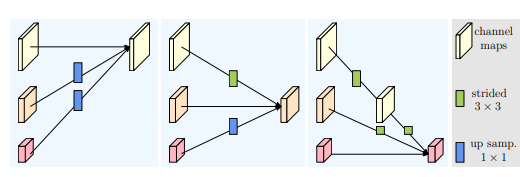 channel
maps
strided
3 × 3
up samp.
1 × 1